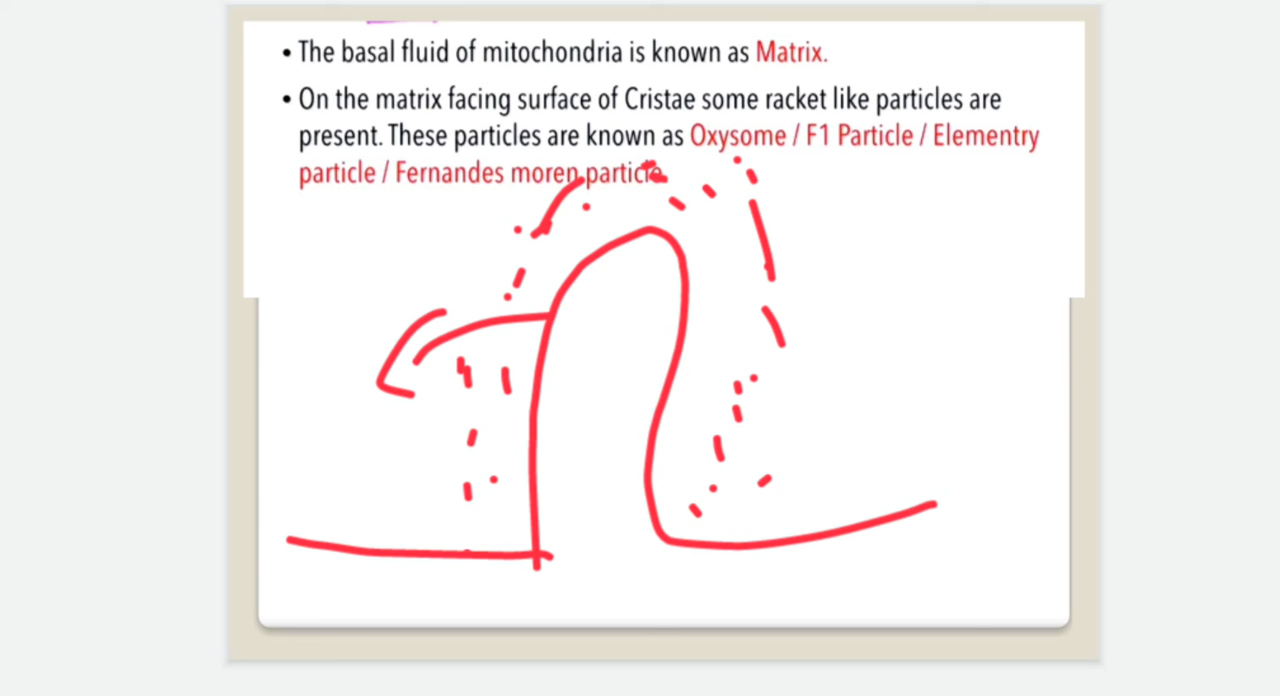 • The basal fluid of mitochondria is known as Matrix.
• On the matrix facing surface of Cristae some racket like particles are
present. These particles are known as Oxysome / F1 Particle / Elementry
particle / Fernandes moren particle